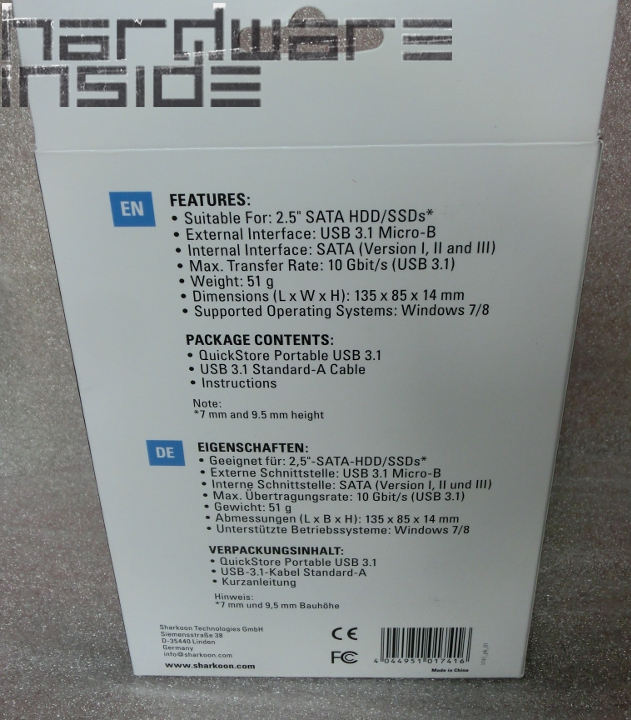 hardware
inside
EN
FEATURES:
• Suitable For: 2.5" SATA HDD/SSDs*
• External Interface: USB 3.1 Micro-B
• Internal Interface: SATA (Version I, II and III)
• Max. Transfer Rate: 10 Gbit/s (USB 3.1)
• Weight: 51 g
• Dimensions (L x W x H): 135 x 85 x 14 mm
• Supported Operating Systems: Windows 7/8
PACKAGE CONTENTS:
• QuickStore Portable USB 3.1
• USB 3.1 Standard-A Cable
• Instructions
Note:
*7 mm and 9.5 mm height
DE
EIGENSCHAFTEN:
• Geeignet für: 2,5"-SATA-HDD/SSDs*
• Externe Schnittstelle: USB 3.1 Micro-B
• Interne Schnittstelle: SATA (Version I, II und III)
• Max. Übertragungsrate: 10 Gbit/s (USB 3.1)
• Gewicht: 51 g
• Abmessungen (L x B x H): 135 x 85 x 14 mm
• Unterstützte Betriebssysteme: Windows 7/8
VERPACKUNGSINHALT:
• QuickStore Portable USB 3.1
• USB-3.1-Kabel Standard-A
• Kurzanleitung
Hinweis:
*7 mm und 9,5 mm Bauhöhe
Sharkoon Technologies GmbH
Siemensstraße 38
D-35440 Linden
Germany
info@sharkoon.com
www.sharkoon.com
CE
FC
4 044951 017416
Made in China